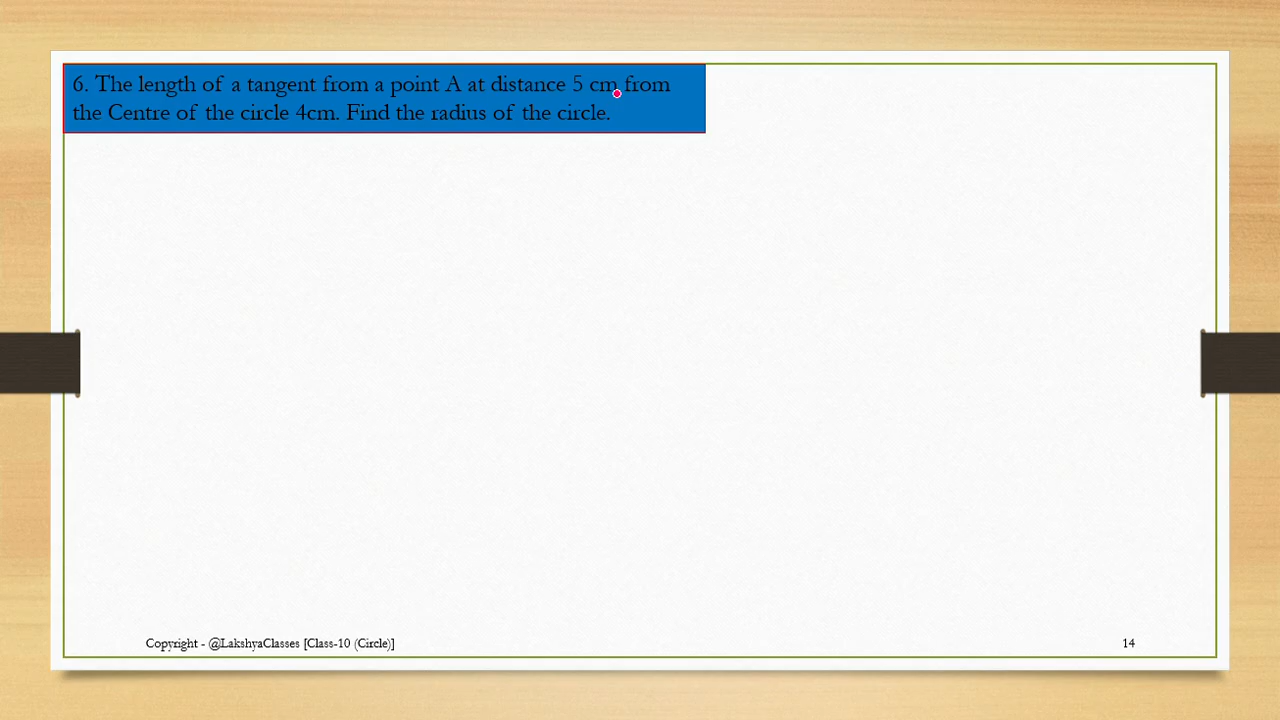 6. The length of a tangent from a point A at distance 5 cm from
the Centre of the circle 4cm. Find the radius of the circle.
Copyright - @LakshyaClasses [Class-10 (Circle)]
14